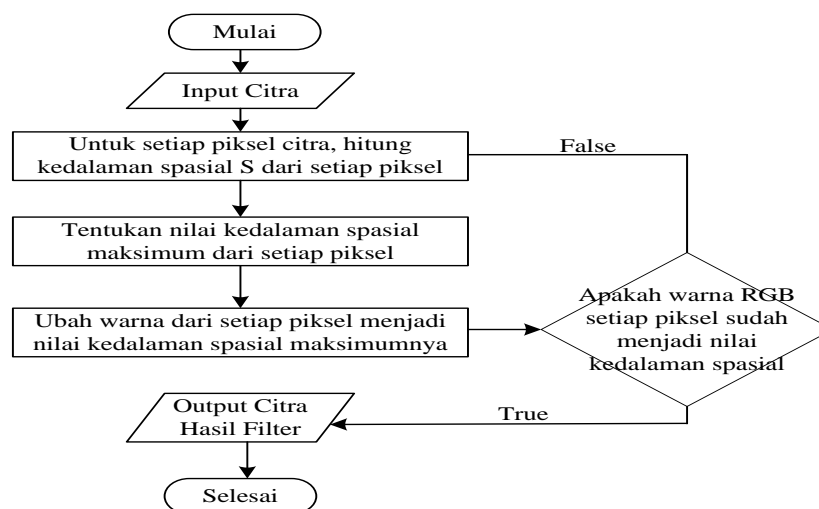 Mulai
Input Citra
Untuk setiap piksel citra, hitung
kedalaman spasial S dari setiap piksel
False
Tentukan nilai kedalaman spasial
maksimum dari setiap piksel
Ubah warna dari setiap piksel menjadi
nilai kedalaman spasial maksimumnya
Apakah warna RGB
setiap piksel sudah
menjadi nilai
kedalaman spasial
True
Output Citra
Hasil Filter
Selesai